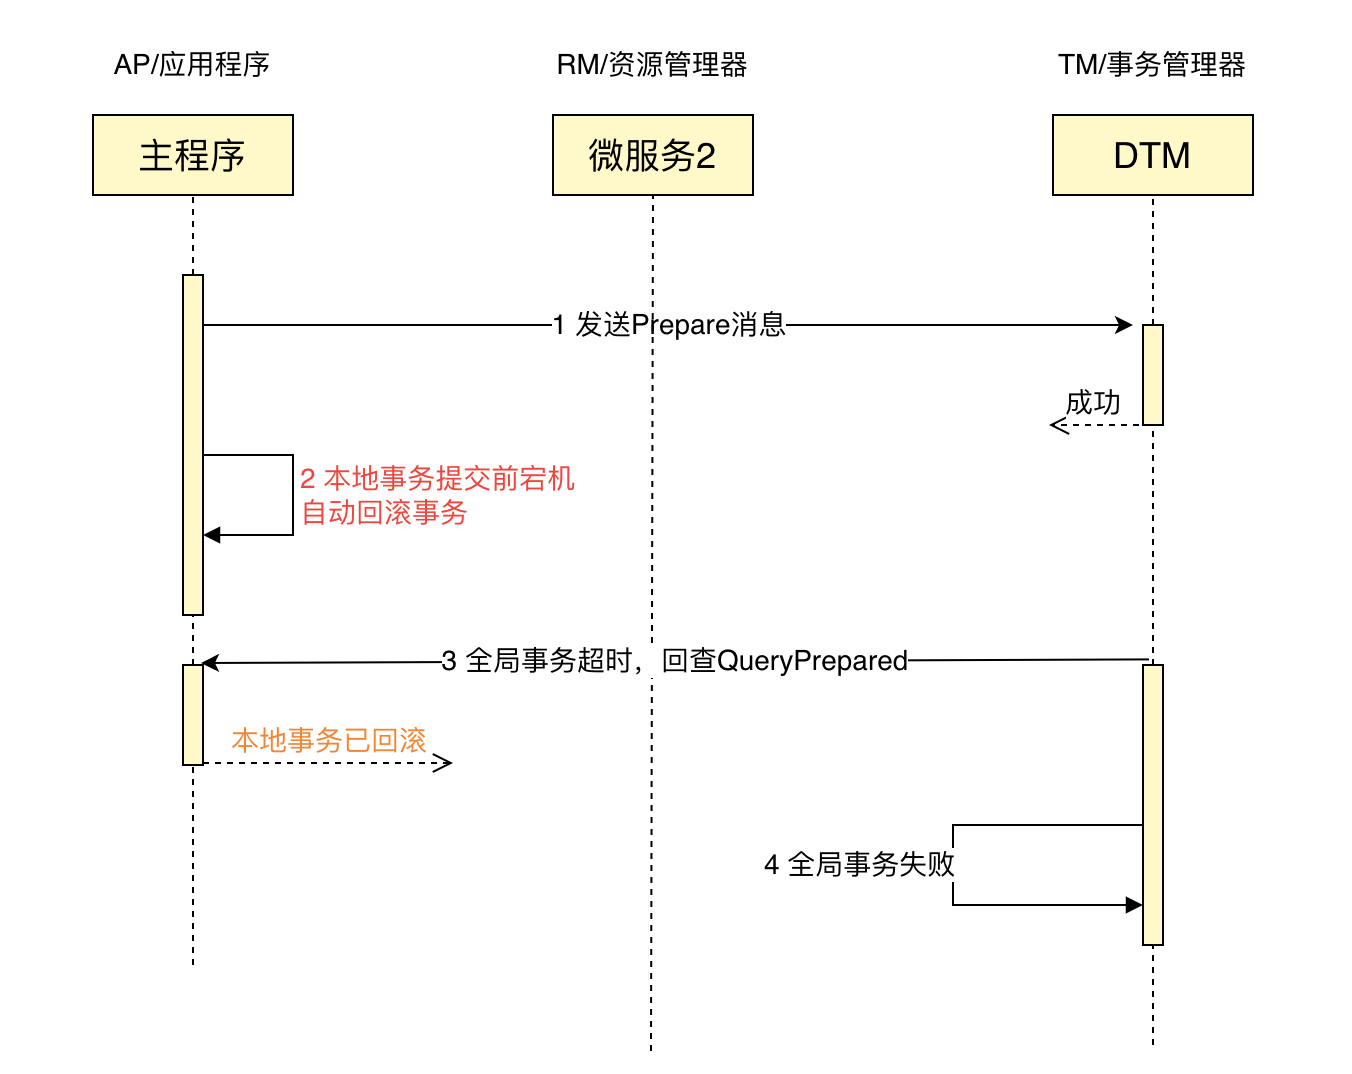 AP/应用程序
RM/资源管理器
TM/事务管理器
主程序
微服务2
DTM
1 发送Prepare消息
成功
2 本地事务提交前宕机
自动回滚事务
3 全局事务超时，回查QueryPrepared
本地事务已回滚
4 全局事务失败